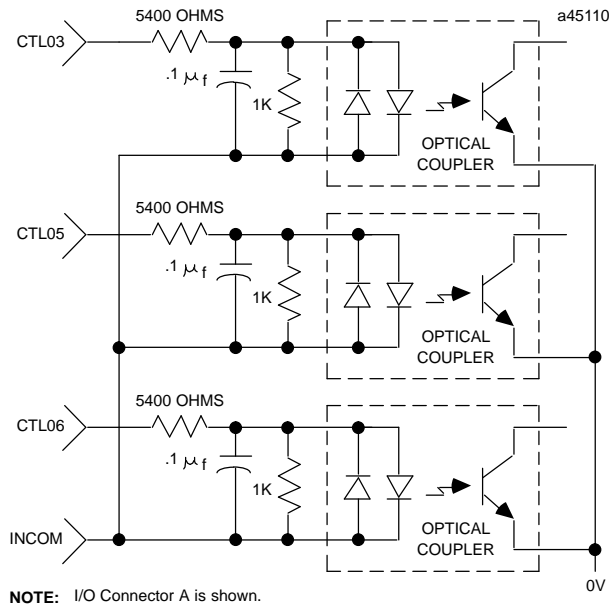 a45110
CTL03
5400 OHMS
.1 μf
1K
OPTICAL
COUPLER
5400 OHMS
CTL05
.1 μf
1K
OPTICAL
COUPLER
5400 OHMS
CTL06
.1 μf
1K
OPTICAL
COUPLER
INCOM
0V
NOTE: I/O Connector A is shown.